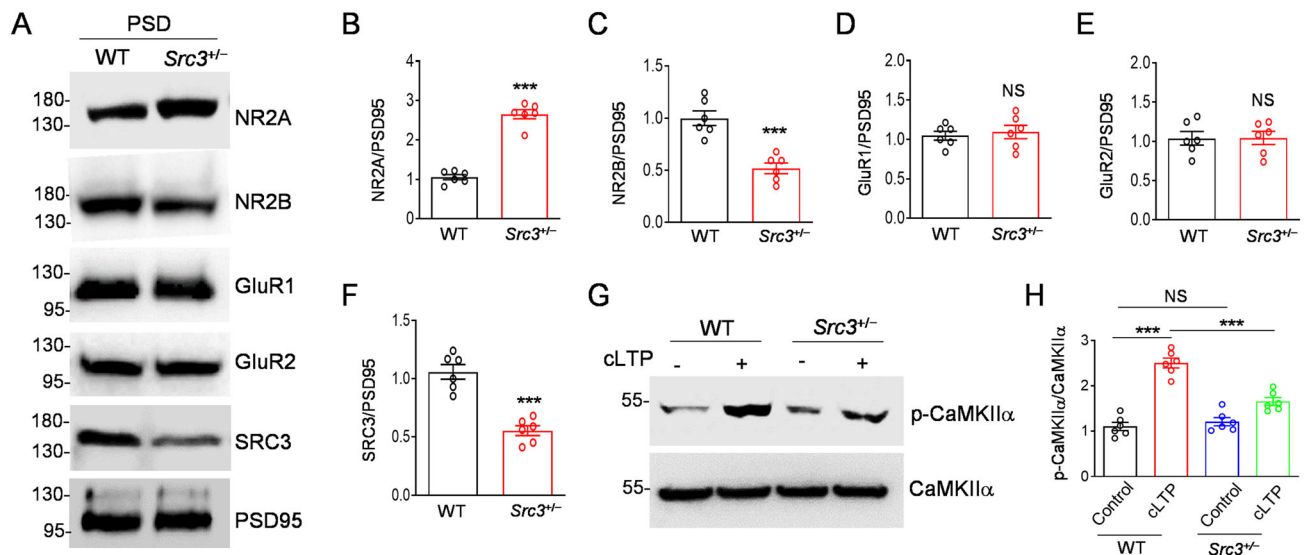 A
PSD
WT Src3+/–
180-
130-
NR2A
180-
130-
NR2B
130-
95-
GluR1
130-
95-
GluR2
180-
130-
SRC3
130-
95-
PSD95
B
NR2A/PSD95
4
3
2
1
0
***
WT Src3+/–
C
NR2B/PSD95
1.5
1.0
0.5
0.0
***
WT Src3+/–
D
GluR1/PSD95
2.0
1.5
1.0
0.5
0.0
NS
WT Src3+/–
E
GluR2/PSD95
2.0
1.5
1.0
0.5
0.0
NS
WT Src3+/–
F
SRC3/PSD95
1.5
1.0
0.5
0.0
***
WT Src3+/–
G
WT Src3+/–
cLTP - + - +
55-
p-CaMKIIα
55-
CaMKIIα
H
p-CaMKIIα/CaMKIIα
3
2
1
0
NS
*** ***
Control cLTP Control cLTP
WT Src3+/–